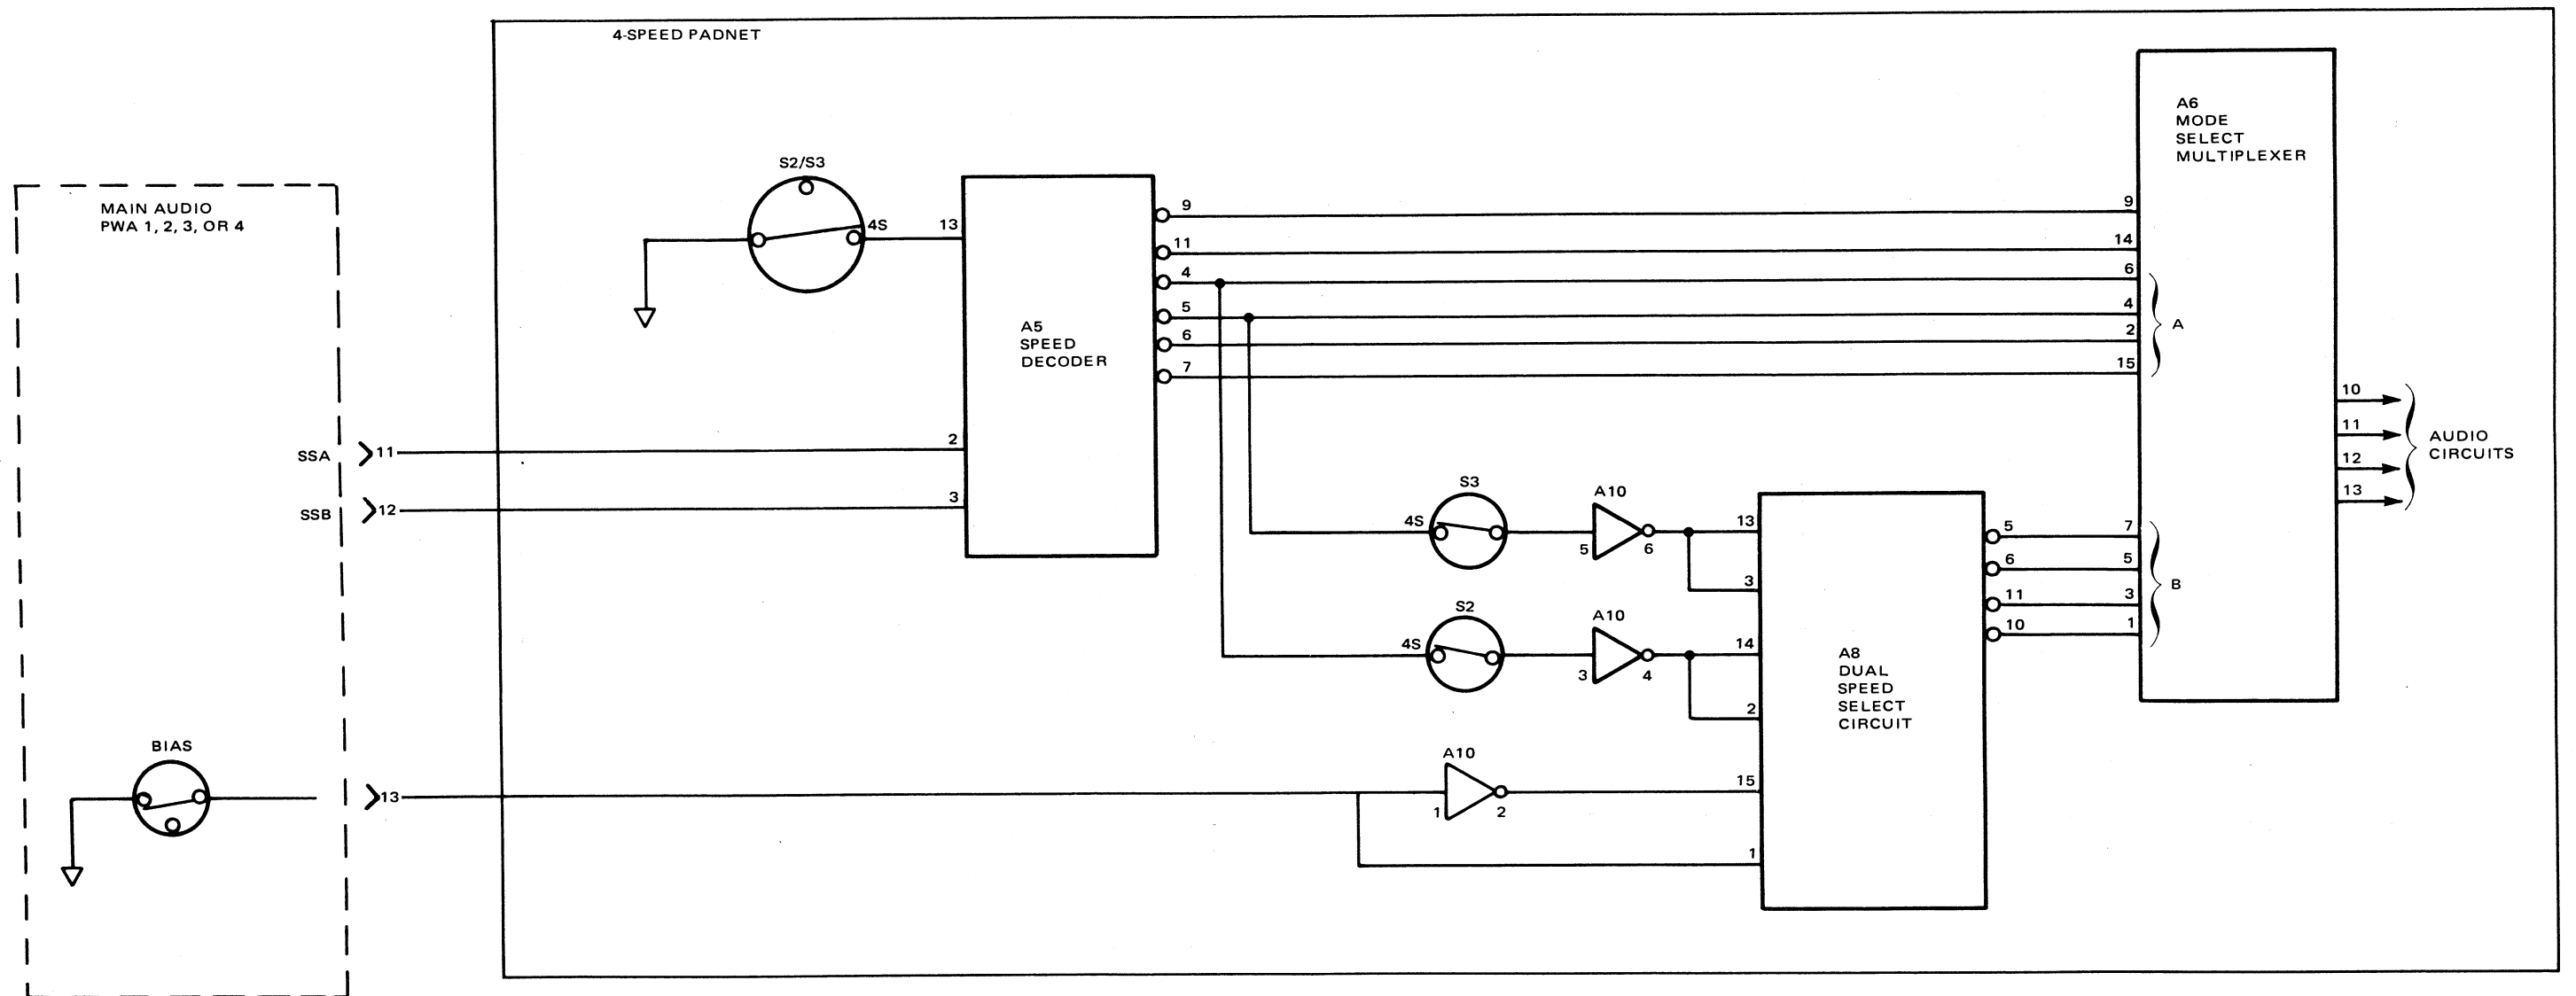 4-SPEED PADNET
MAIN AUDIO
PWA 1, 2, 3, OR 4
S2/S3
4S
13
A5
SPEED
DECODER
9
11
4
5
6
7
2
3
SSA
11
SSB
12
BIAS
13
A6
MODE
SELECT
MULTIPLEXER
9
14
6
4
2
15
A
10
11
12
13
AUDIO
CIRCUITS
S3
4S
A10
5
6
13
3
S2
4S
A10
3
4
14
2
A10
1
2
15
1
A8
DUAL
SPEED
SELECT
CIRCUIT
5
6
11
10
7
5
3
1
B